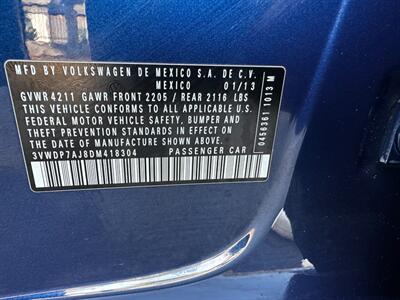 MFD BY VOLKSWAGEN DE MEXICO S.A. DE C.V.
MEXICO 01/13
GVWR 4211 GAWR FRONT 2205 / REAR 2116 LBS
THIS VEHICLE CONFORMS TO ALL APPLICABLE U.S.
FEDERAL MOTOR VEHICLE SAFETY, BUMPER AND
THEFT PREVENTION STANDARDS IN EFFECT ON
THE DATE OF MANUFACTURE SHOWN ABOVE.
3VWDP7AJ8DM418304 PASSENGER CAR
0456361 1013 M